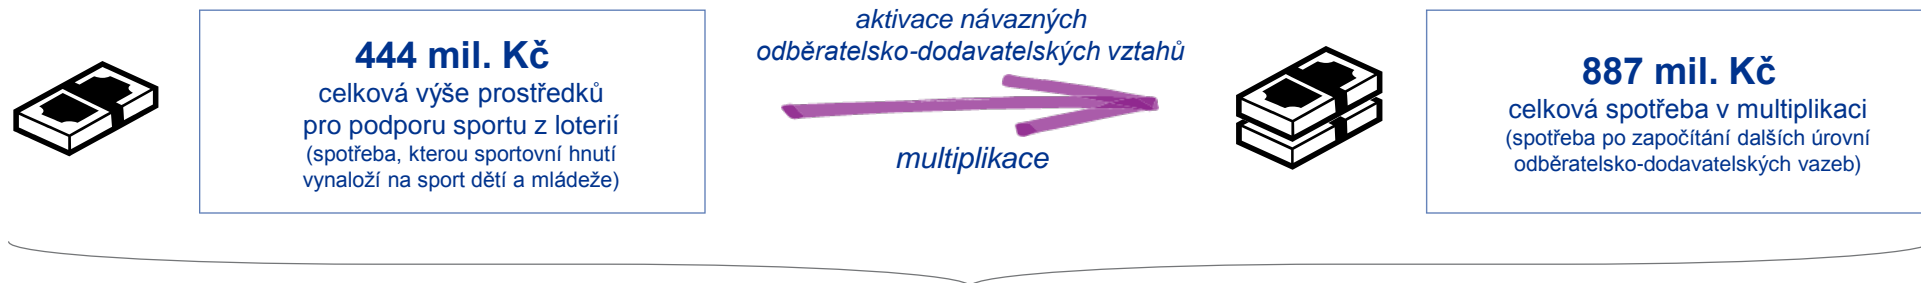 444 mil. Kč
celková výše prostředků
pro podporu sportu z loterií
(spotřeba, kterou sportovní hnutí
vynaloží na sport dětí a mládeže)
aktivace návazných
odběratelsko-dodavatelských vztahů
multiplikace
887 mil. Kč
celková spotřeba v multiplikaci
(spotřeba po započítání dalších úrovní
odběratelsko-dodavatelských vazeb)